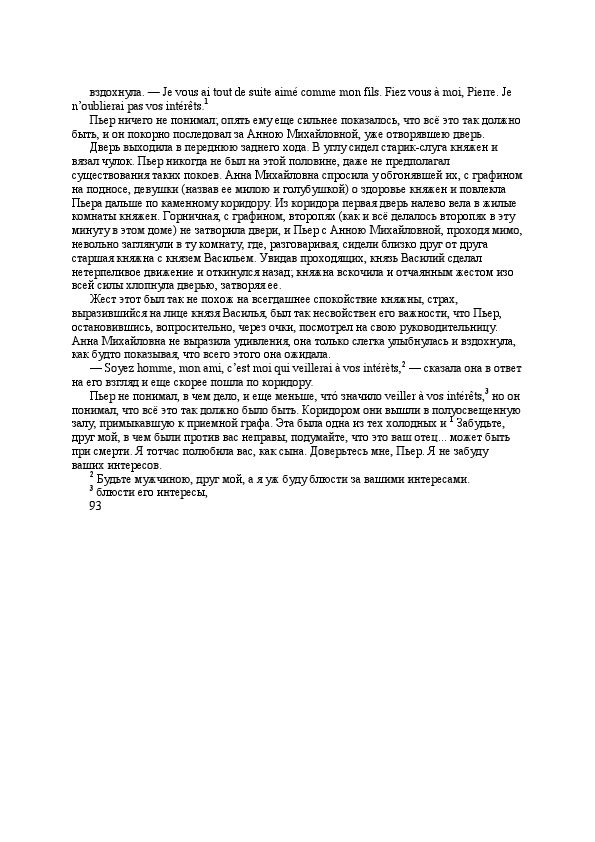 вздохнула. — Je vous ai tout de suite aimé comme mon fils. Fiez vous à moi, Pierre. Je
n’oublierai pas vos intérêts.1
Пьер ничего не понимал; опять ему еще сильнее показалось, что всё это так должно
быть, и он покорно последовал за Анною Михайловной, уже отворявшею дверь.
Дверь выходила в переднюю заднего хода. В углу сидел старик-слуга княжен и
вязал чулок. Пьер никогда не был на этой половине, даже не предполагал
существования таких покоев. Анна Михайловна спросила у обгонявшей их, с графином
на подносе, девушки (назвав ее милою и голубушкой) о здоровье княжен и повлекла
Пьера дальше по каменному коридору. Из коридора первая дверь налево вела в жилые
комнаты княжен. Горничная, с графином, второпях (как и всё делалось второпях в эту
минуту в этом доме) не затворила двери, и Пьер с Анною Михайловной, проходя мимо,
невольно заглянули в ту комнату, где, разговаривая, сидели близко друг от друга
старшая княжна с князем Васильем. Увидав проходящих, князь Василий сделал
нетерпеливое движение и откинулся назад; княжна вскочила и отчаянным жестом изо
всей силы хлопнула дверью, затворяя ее.
Жест этот был так не похож на всегдашнее спокойствие княжны, страх,
выразившийся на лице князя Василья, был так несвойствен его важности, что Пьер,
остановившись, вопросительно, через очки, посмотрел на свою руководительницу.
Анна Михайловна не выразила удивления, она только слегка улыбнулась и вздохнула,
как будто показывая, что всего этого она ожидала.
— Soyez homme, mon ami, c’est moi qui veillerai à vos intérèts,2 — сказала она в ответ
на его взгляд и еще скорее пошла по коридору.
Пьер не понимал, в чем дело, и еще меньше, чтó значило veiller à vos intérêts,3 но он
понимал, что всё это так должно было быть. Коридором они вышли в полуосвещенную
залу, примыкавшую к приемной графа. Эта была одна из тех холодных и 1 Забудьте,
друг мой, в чем были против вас неправы, подумайте, что это ваш отец... может быть
при смерти. Я тотчас полюбила вас, как сына. Доверьтесь мне, Пьер. Я не забуду
ваших интересов.
2 Будьте мужчиною, друг мой, а я уж буду блюсти за вашими интересами.
3 блюсти его интересы,
93